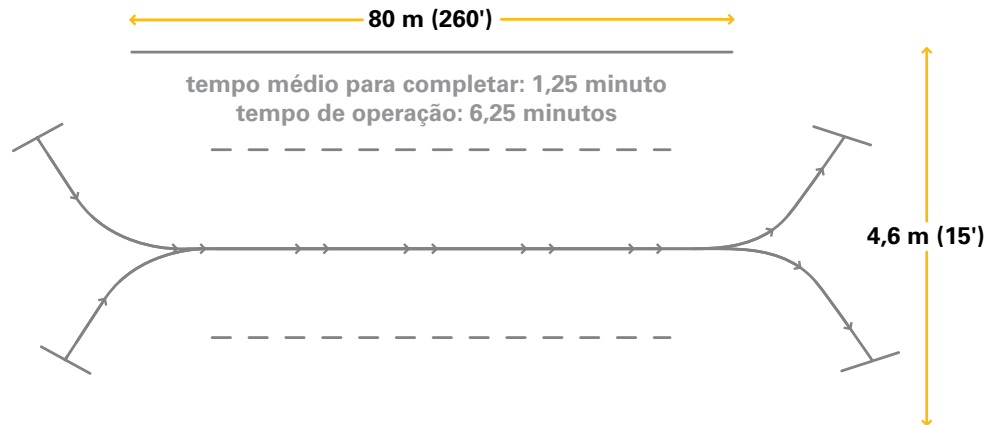 80 m (260')
tempo médio para completar: 1,25 minuto
tempo de operação: 6,25 minutos
4,6 m (15')